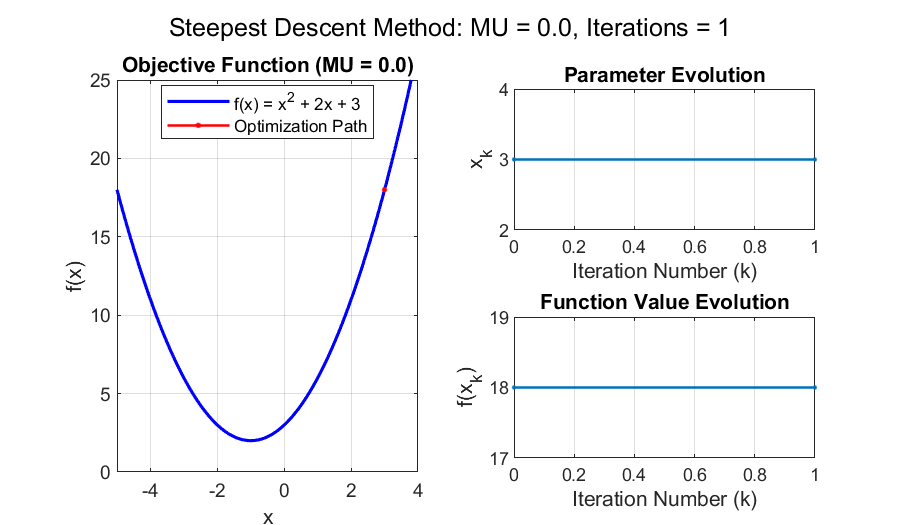 Steepest Descent Method: MU = 0.0, Iterations = 1
Objective Function (MU = 0.0)
f(x) = x² + 2x + 3
Optimization Path
25
20
15
10
5
0
f(x)
-4 -2 0 2 4
x
Parameter Evolution
4
3
2
xₖ
0 0.2 0.4 0.6 0.8 1
Iteration Number (k)
Function Value Evolution
19
18
17
f(xₖ)
0 0.2 0.4 0.6 0.8 1
Iteration Number (k)